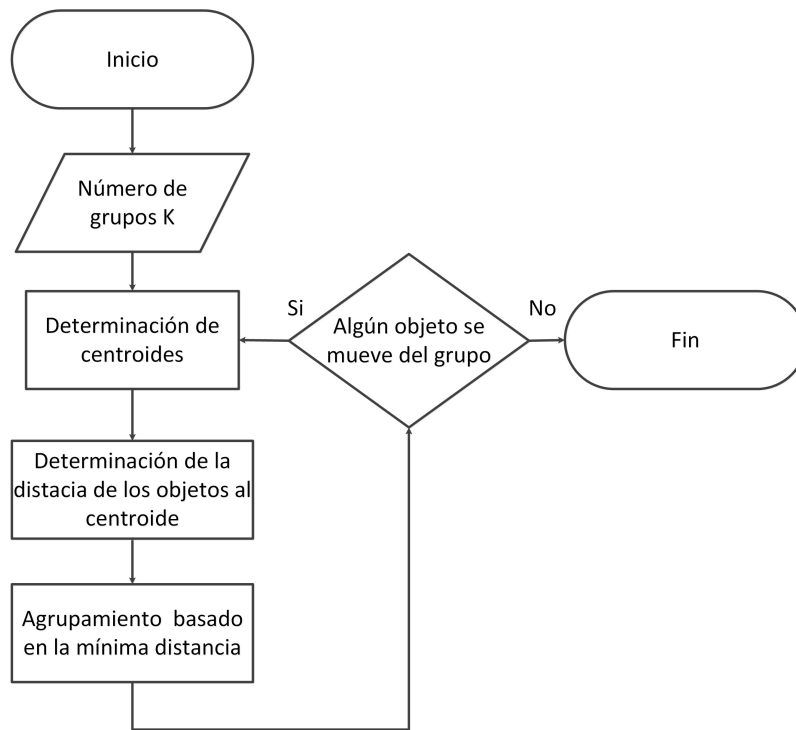 Inicio
Número de
grupos K
Determinación de
centroides
Determinación de la
distacia de los objetos al
centroide
Agrupamiento basado
en la mínima distancia
Si
Algún objeto se
mueve del grupo
No
Fin